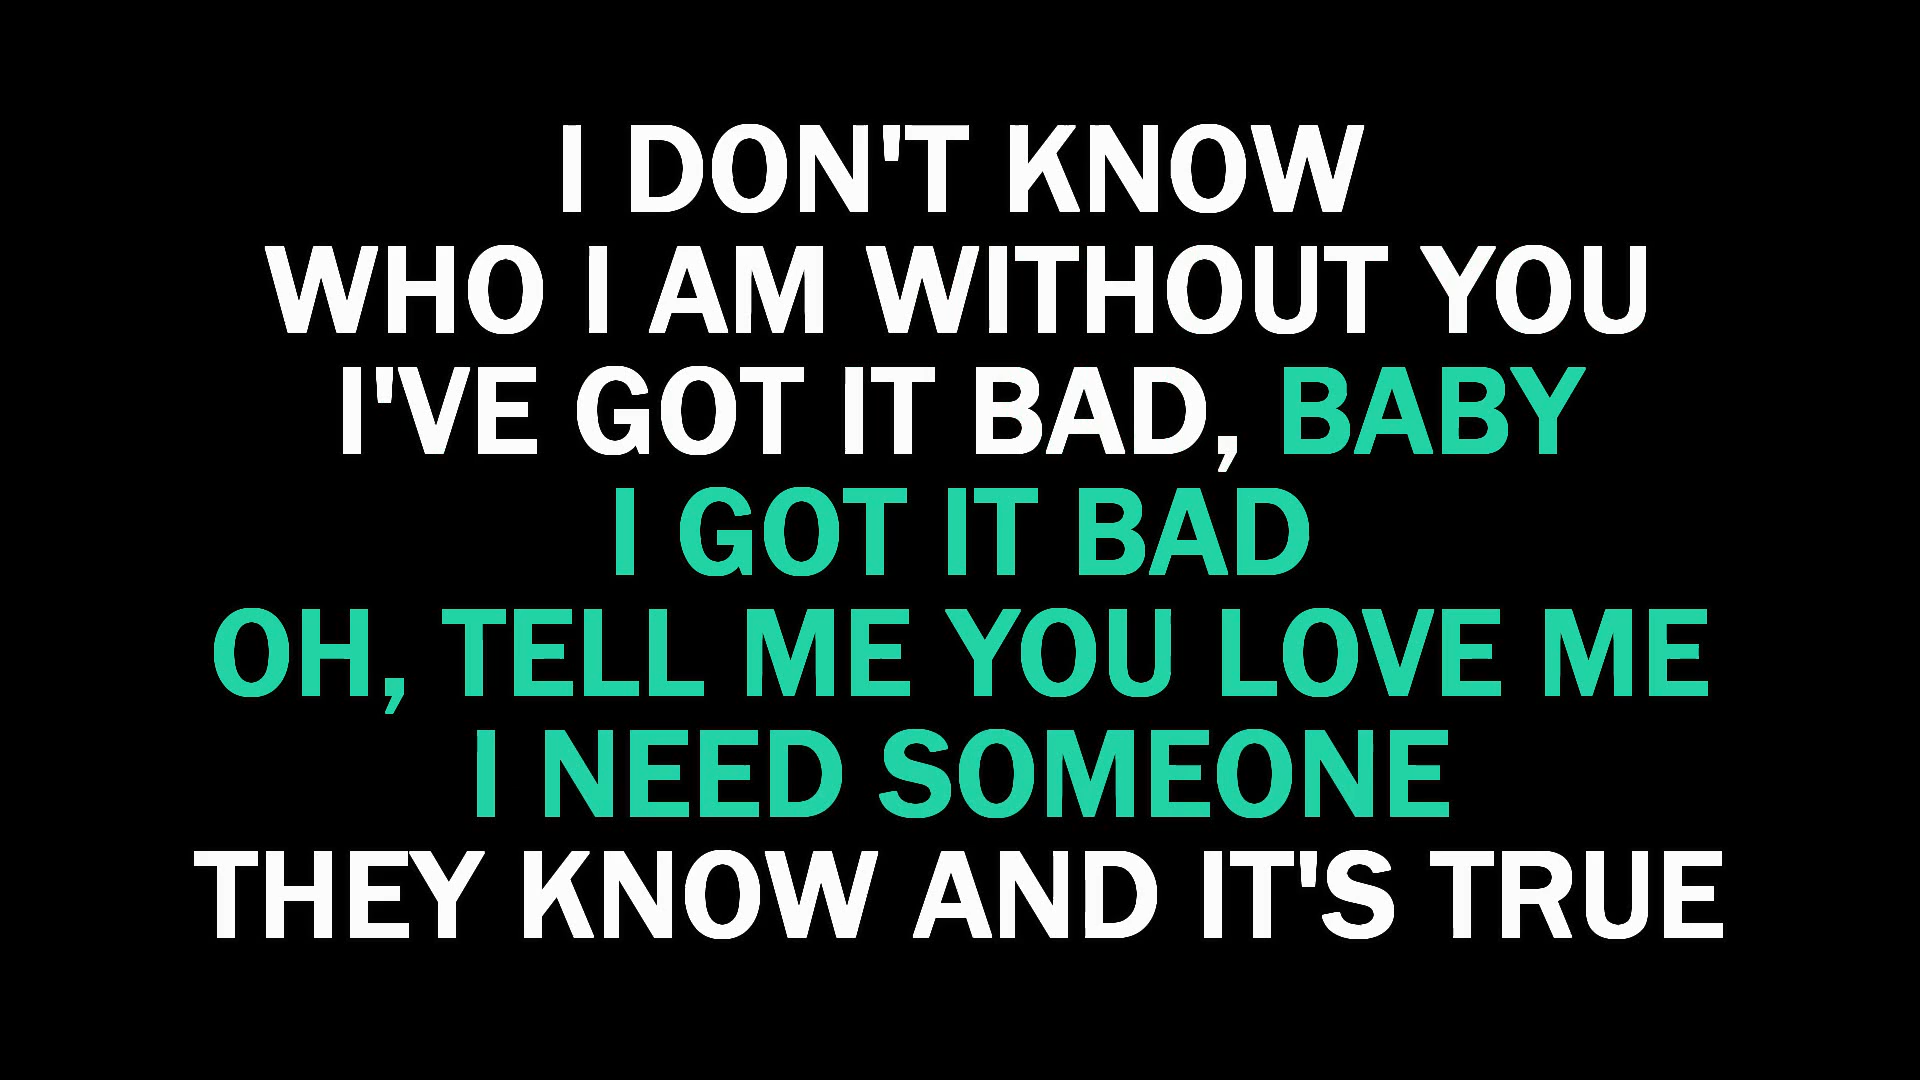 I DON'T KNOW
WHO I AM WITHOUT YOU
I'VE GOT IT BAD, BABY
I GOT IT BAD
OH, TELL ME YOU LOVE ME
I NEED SOMEONE
THEY KNOW AND IT'S TRUE